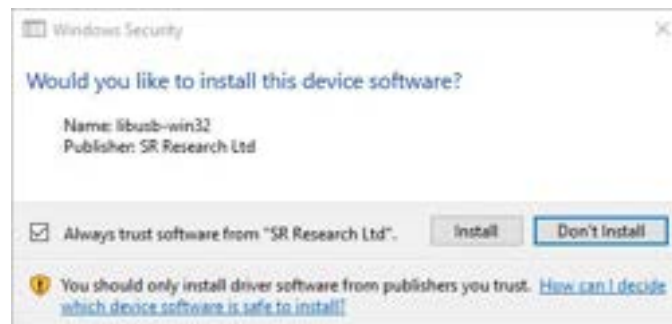 Windows Security
Would you like to install this device software?
Name: libusb-win32
Publisher: SR Research Ltd
Always trust software from "SR Research Ltd". Install Don't Install
You should only install driver software from publishers you trust. How can I decide
which device software is safe to install?